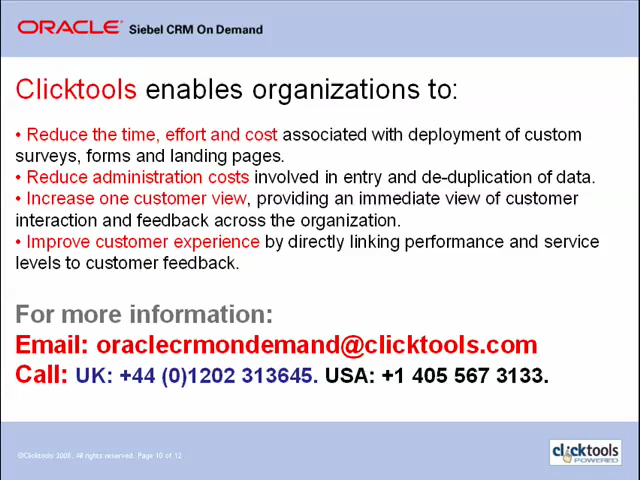 ORACLE Siebel CRM On Demand
Clicktools enables organizations to:
• Reduce the time, effort and cost associated with deployment of custom
surveys, forms and landing pages.
• Reduce administration costs involved in entry and de-duplication of data.
• Increase one customer view, providing an immediate view of customer
interaction and feedback across the organization.
• Improve customer experience by directly linking performance and service
levels to customer feedback.
For more information:
Email: oraclecrmondemand@clicktools.com
Call: UK: +44 (0)1202 313645. USA: +1 405 567 3133.
©Clicktools 2008, All rights reserved. Page 10 of 12
clicktools
POWERED